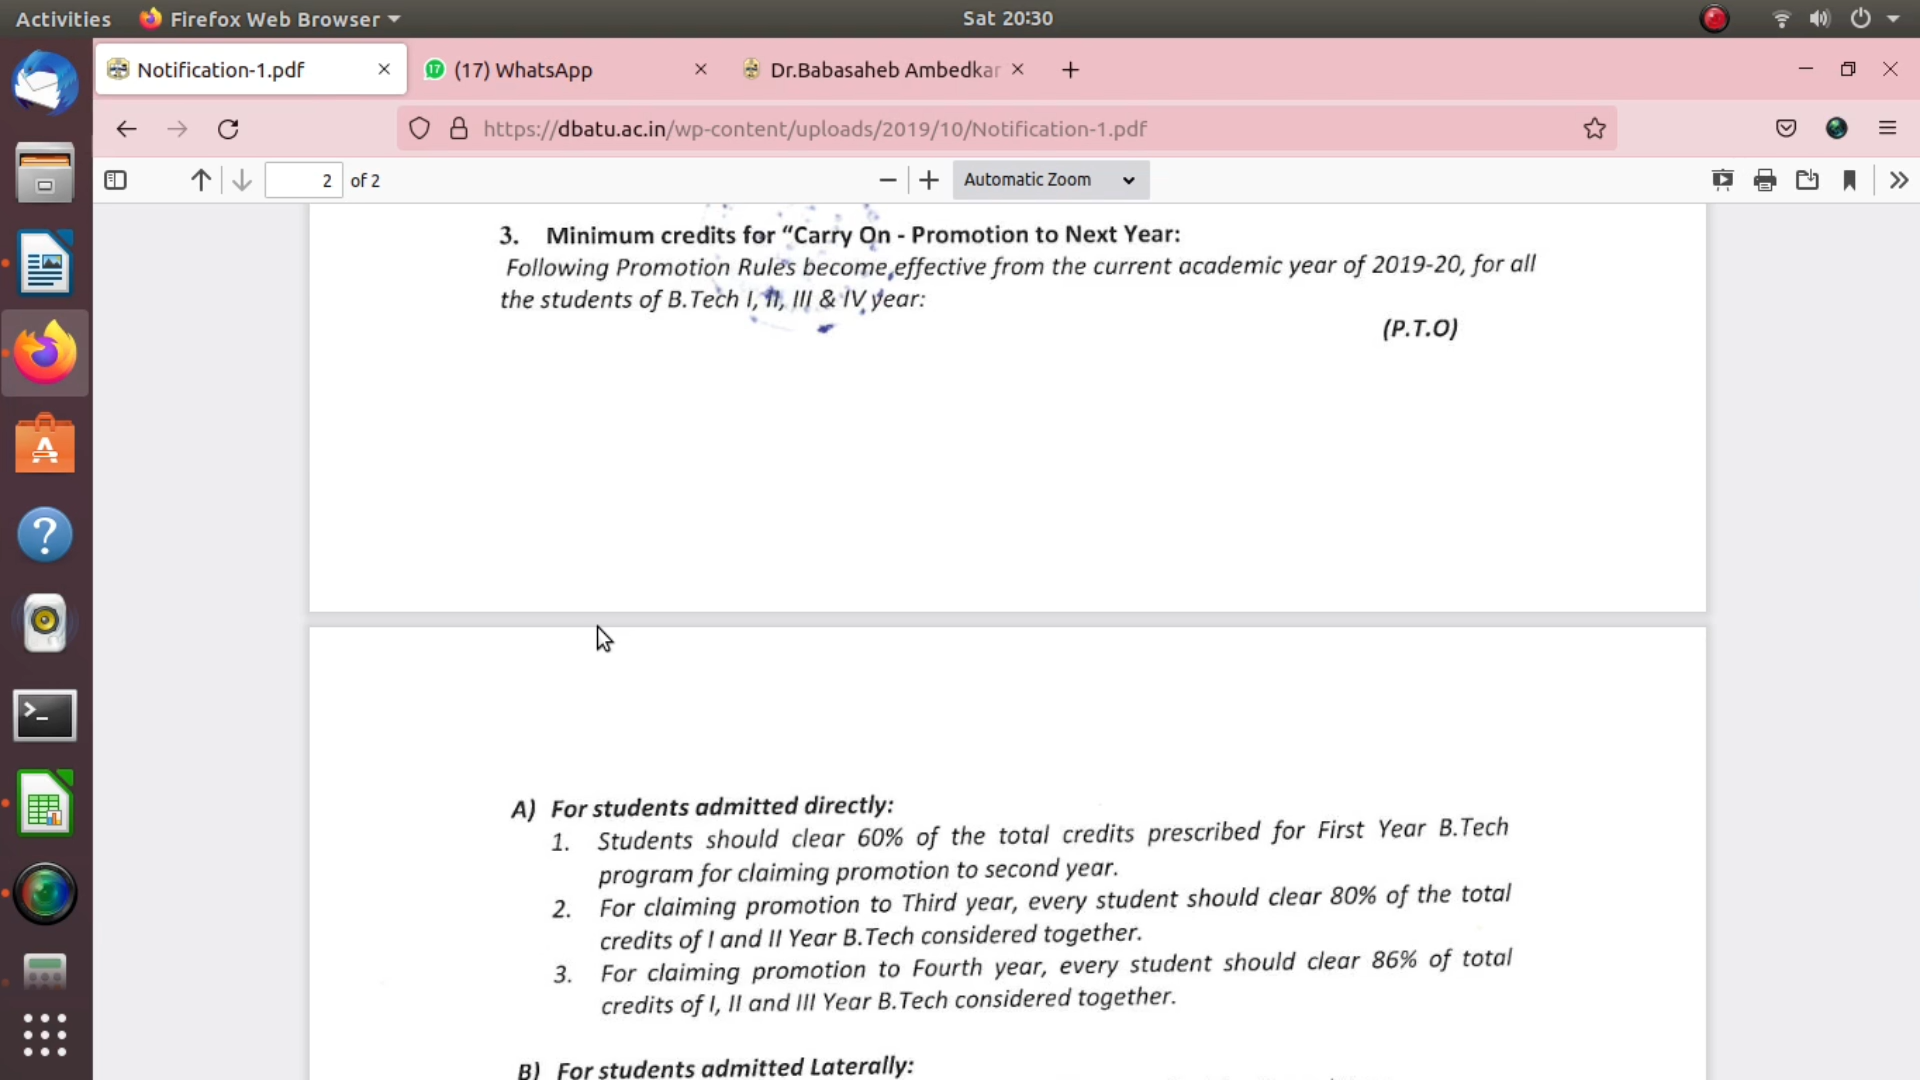 Activities Firefox Web Browser Sat 20:30
Notification-1.pdf (17) WhatsApp Dr.Babasaheb Ambedkar
https://dbatu.ac.in/wp-content/uploads/2019/10/Notification-1.pdf
2 of 2 Automatic Zoom
3. Minimum credits for “Carry On - Promotion to Next Year:
Following Promotion Rules become effective from the current academic year of 2019-20, for all
the students of B.Tech I, II, III & IV year:
(P.T.O)
A) For students admitted directly:
1. Students should clear 60% of the total credits prescribed for First Year B.Tech
program for claiming promotion to second year.
2. For claiming promotion to Third year, every student should clear 80% of the total
credits of I and II Year B.Tech considered together.
3. For claiming promotion to Fourth year, every student should clear 86% of total
credits of I, II and III Year B.Tech considered together.
B) For students admitted Laterally: